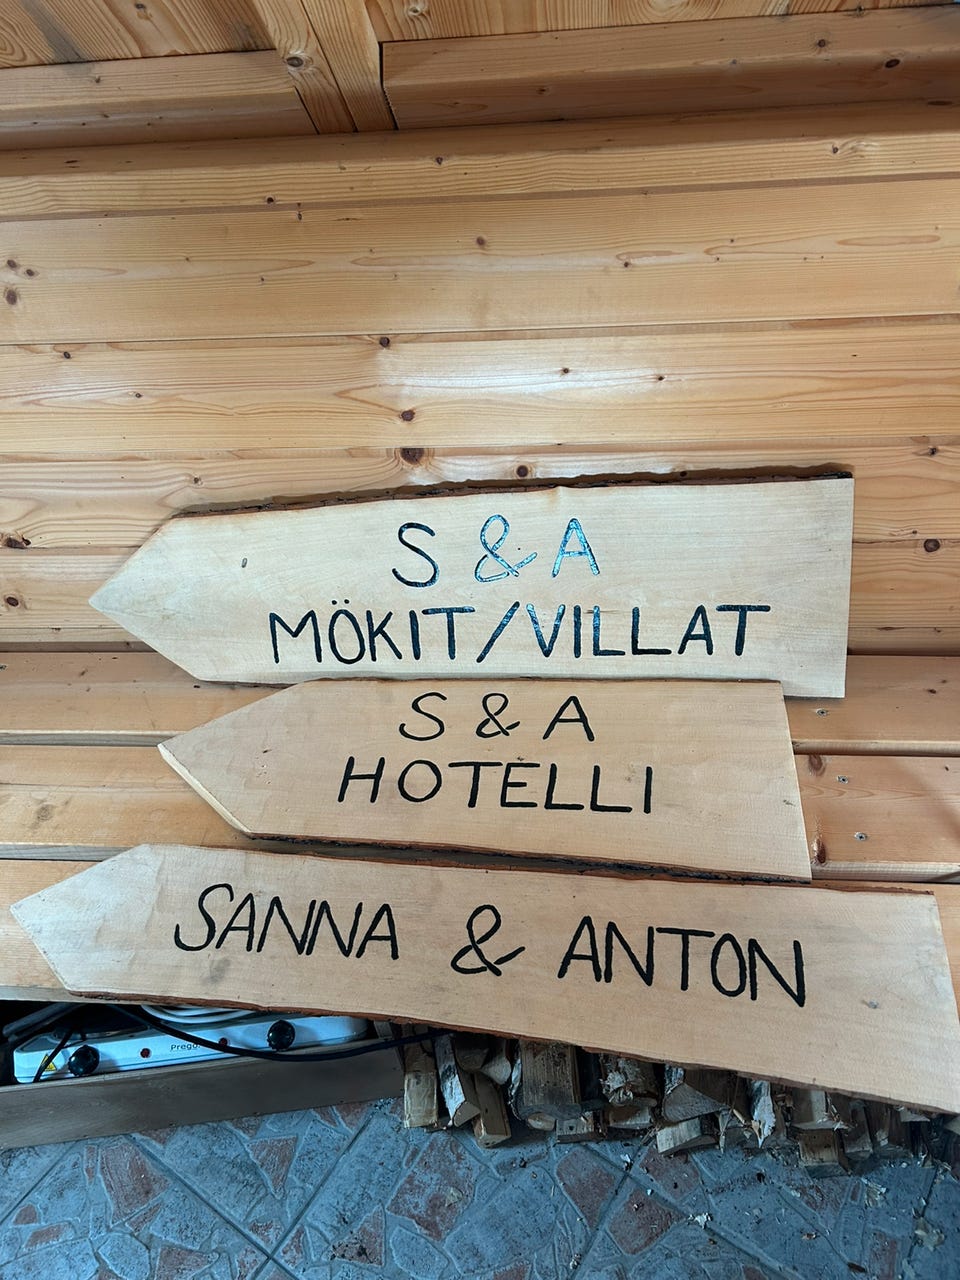 S & A
MÖKIT/VILLAT
S & A
HOTELLI
SANNA & ANTON